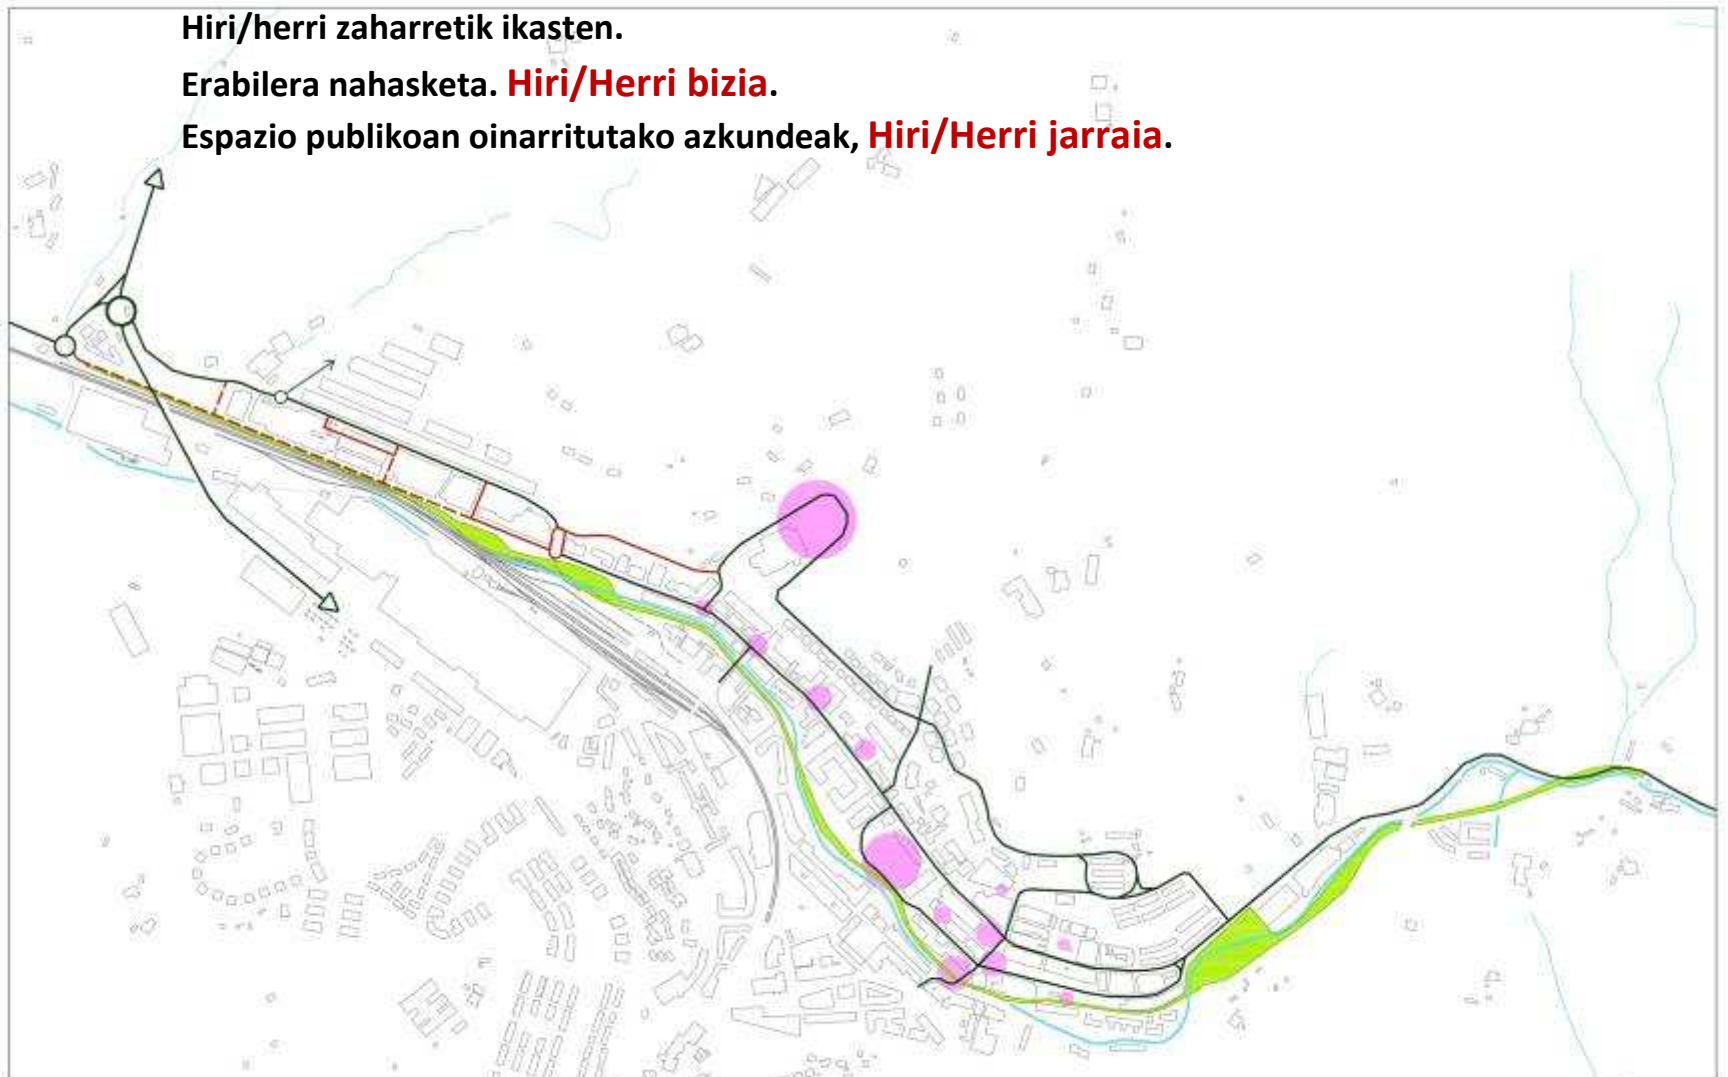 Hiri/herri zaharretik ikasten.
Erabilera nahasketa. Hiri/Herri bizia.
Espazio publikoan oinarritutako azkundeak, Hiri/Herri jarraia.